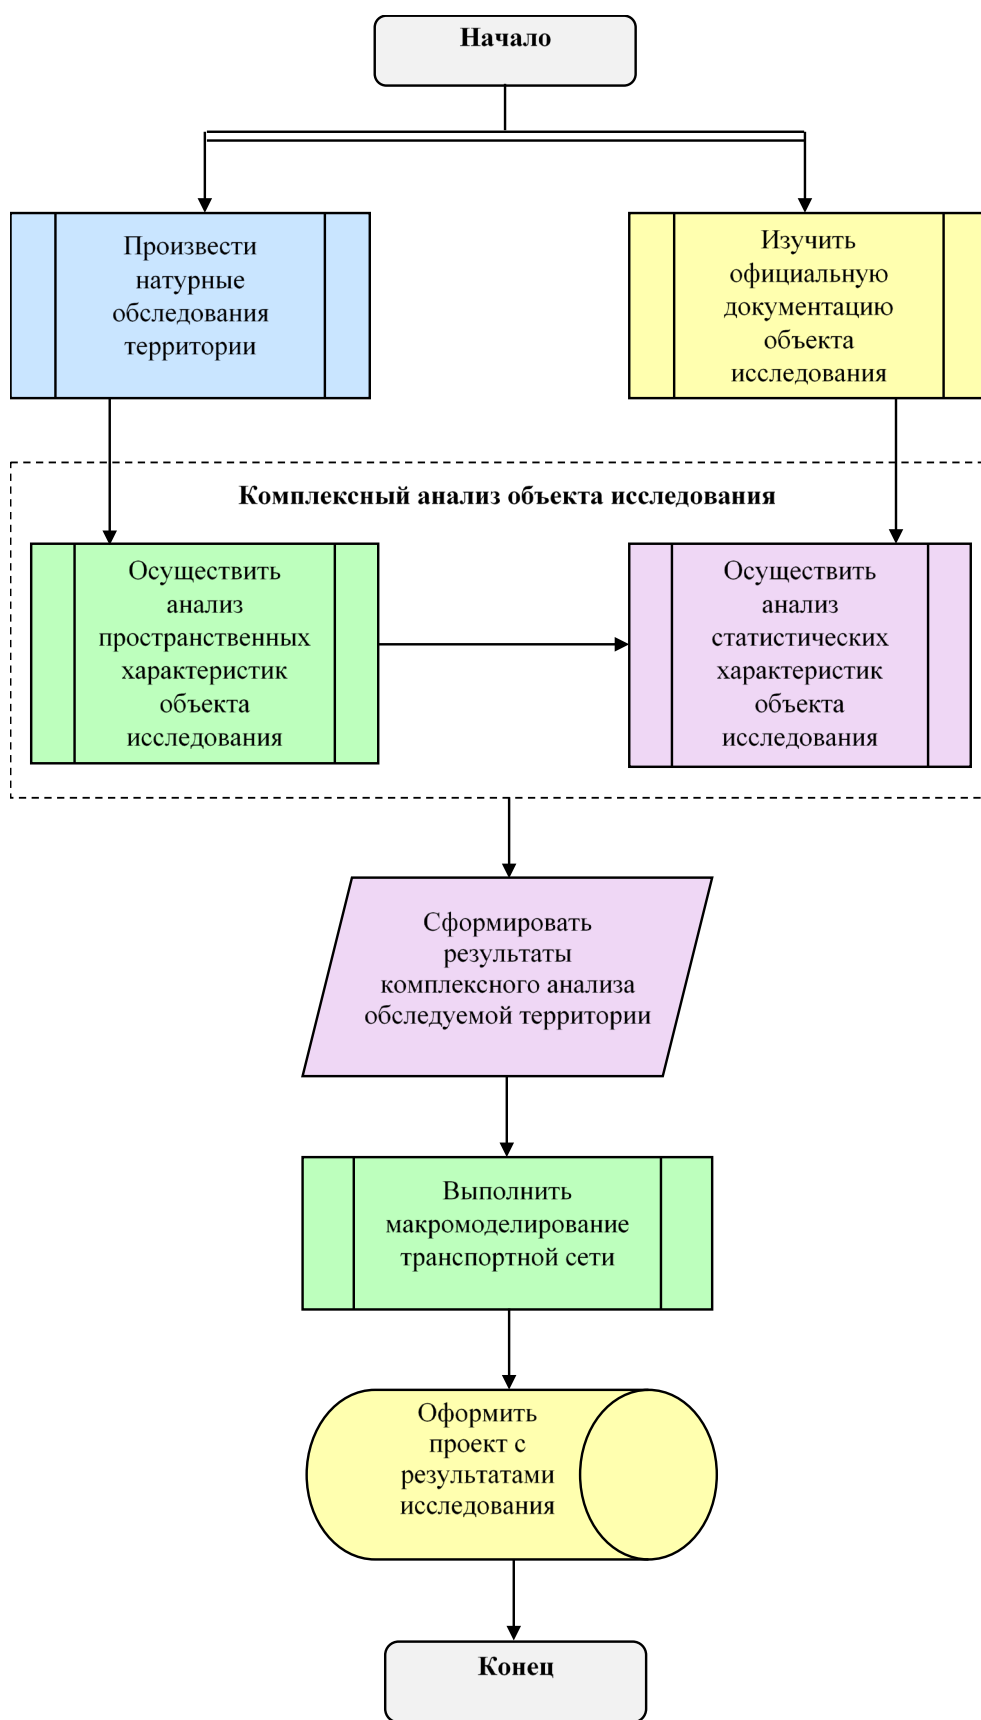 Начало
Произвести
натурные
обследования
территории
Изучить
официальную
документацию
объекта
исследования
Комплексный анализ объекта исследования
Осуществить
анализ
пространственных
характеристик
объекта
исследования
Осуществить
анализ
статистических
характеристик
объекта
исследования
Сформировать
результаты
комплексного анализа
обследуемой территории
Выполнить
макромоделирование
транспортной сети
Оформить
проект с
результатами
исследования
Конец